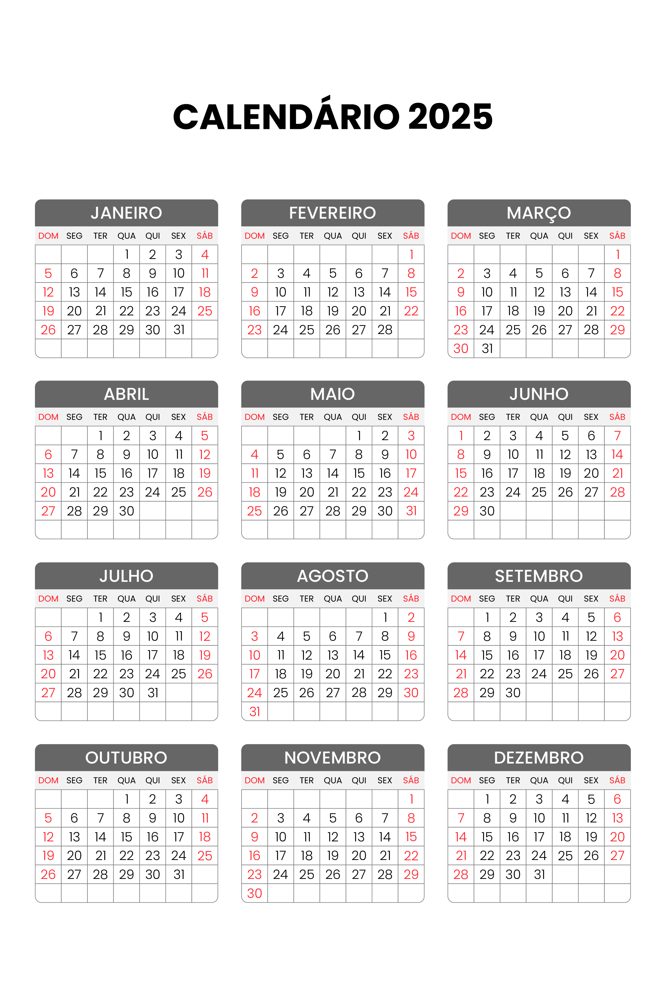 CALENDÁRIO 2025
JANEIRO
DOM SEG TER QUA QUI SEX SÁB
1 2 3 4
5 6 7 8 9 10 11
12 13 14 15 16 17 18
19 20 21 22 23 24 25
26 27 28 29 30 31
FEVEREIRO
DOM SEG TER QUA QUI SEX SÁB
1
2 3 4 5 6 7 8
9 10 11 12 13 14 15
16 17 18 19 20 21 22
23 24 25 26 27 28
MARÇO
DOM SEG TER QUA QUI SEX SÁB
1
2 3 4 5 6 7 8
9 10 11 12 13 14 15
16 17 18 19 20 21 22
23 24 25 26 27 28 29
30 31
ABRIL
DOM SEG TER QUA QUI SEX SÁB
1 2 3 4 5
6 7 8 9 10 11 12
13 14 15 16 17 18 19
20 21 22 23 24 25 26
27 28 29 30
MAIO
DOM SEG TER QUA QUI SEX SÁB
1 2 3
4 5 6 7 8 9 10
11 12 13 14 15 16 17
18 19 20 21 22 23 24
25 26 27 28 29 30 31
JUNHO
DOM SEG TER QUA QUI SEX SÁB
1 2 3 4 5 6 7
8 9 10 11 12 13 14
15 16 17 18 19 20 21
22 23 24 25 26 27 28
29 30
JULHO
DOM SEG TER QUA QUI SEX SÁB
1 2 3 4 5
6 7 8 9 10 11 12
13 14 15 16 17 18 19
20 21 22 23 24 25 26
27 28 29 30 31
AGOSTO
DOM SEG TER QUA QUI SEX SÁB
1 2
3 4 5 6 7 8 9
10 11 12 13 14 15 16
17 18 19 20 21 22 23
24 25 26 27 28 29 30
31
SETEMBRO
DOM SEG TER QUA QUI SEX SÁB
1 2 3 4 5 6
7 8 9 10 11 12 13
14 15 16 17 18 19 20
21 22 23 24 25 26 27
28 29 30
OUTUBRO
DOM SEG TER QUA QUI SEX SÁB
1 2 3 4
5 6 7 8 9 10 11
12 13 14 15 16 17 18
19 20 21 22 23 24 25
26 27 28 29 30 31
NOVEMBRO
DOM SEG TER QUA QUI SEX SÁB
1
2 3 4 5 6 7 8
9 10 11 12 13 14 15
16 17 18 19 20 21 22
23 24 25 26 27 28 29
30
DEZEMBRO
DOM SEG TER QUA QUI SEX SÁB
1 2 3 4 5 6
7 8 9 10 11 12 13
14 15 16 17 18 19 20
21 22 23 24 25 26 27
28 29 30 31